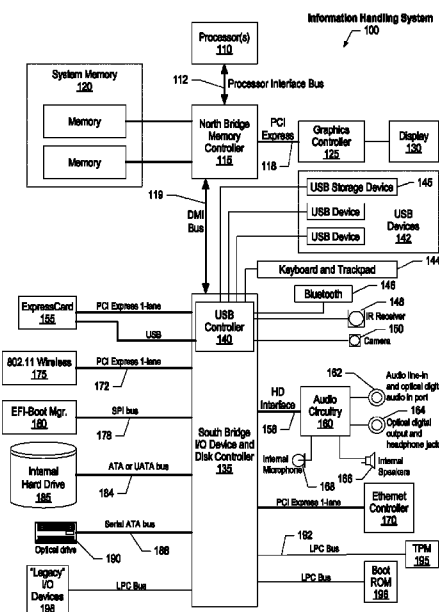 Information Handling System
100
Processor(s)
110
112
Processor Interface Bus
System Memory
120
Memory
Memory
North Bridge
Memory
Controller
115
PCI
Express
118
Graphics
Controller
125
Display
130
119
DMI
Bus
USB Storage Device
145
USB Device
USB Device
USB
Devices
142
144
Keyboard and Trackpad
Bluetooth
146
148
IR Receiver
150
Camera
USB
Controller
140
ExpressCard
155
PCI Express 1-lane
USB
802.11 Wireless
175
PCI Express 1-lane
172
EFI-Boot Mgr.
180
SPI bus
178
South Bridge
I/O Device and
Disk Controller
135
HD
Interface
158
Audio
Circuitry
160
162
Audio line-in
and optical digital
audio in port
164
Optical digital
output and
headphone jack
Internal
Microphone
168
166
Internal
Speakers
Internal
Hard Drive
185
ATA or UATA bus
184
PCI Express 1-lane
Ethernet
Controller
170
Serial ATA bus
Optical drive
190
186
192
LPC Bus
TPM
195
"Legacy"
I/O
Devices
198
LPC Bus
LPC Bus
Boot
ROM
196